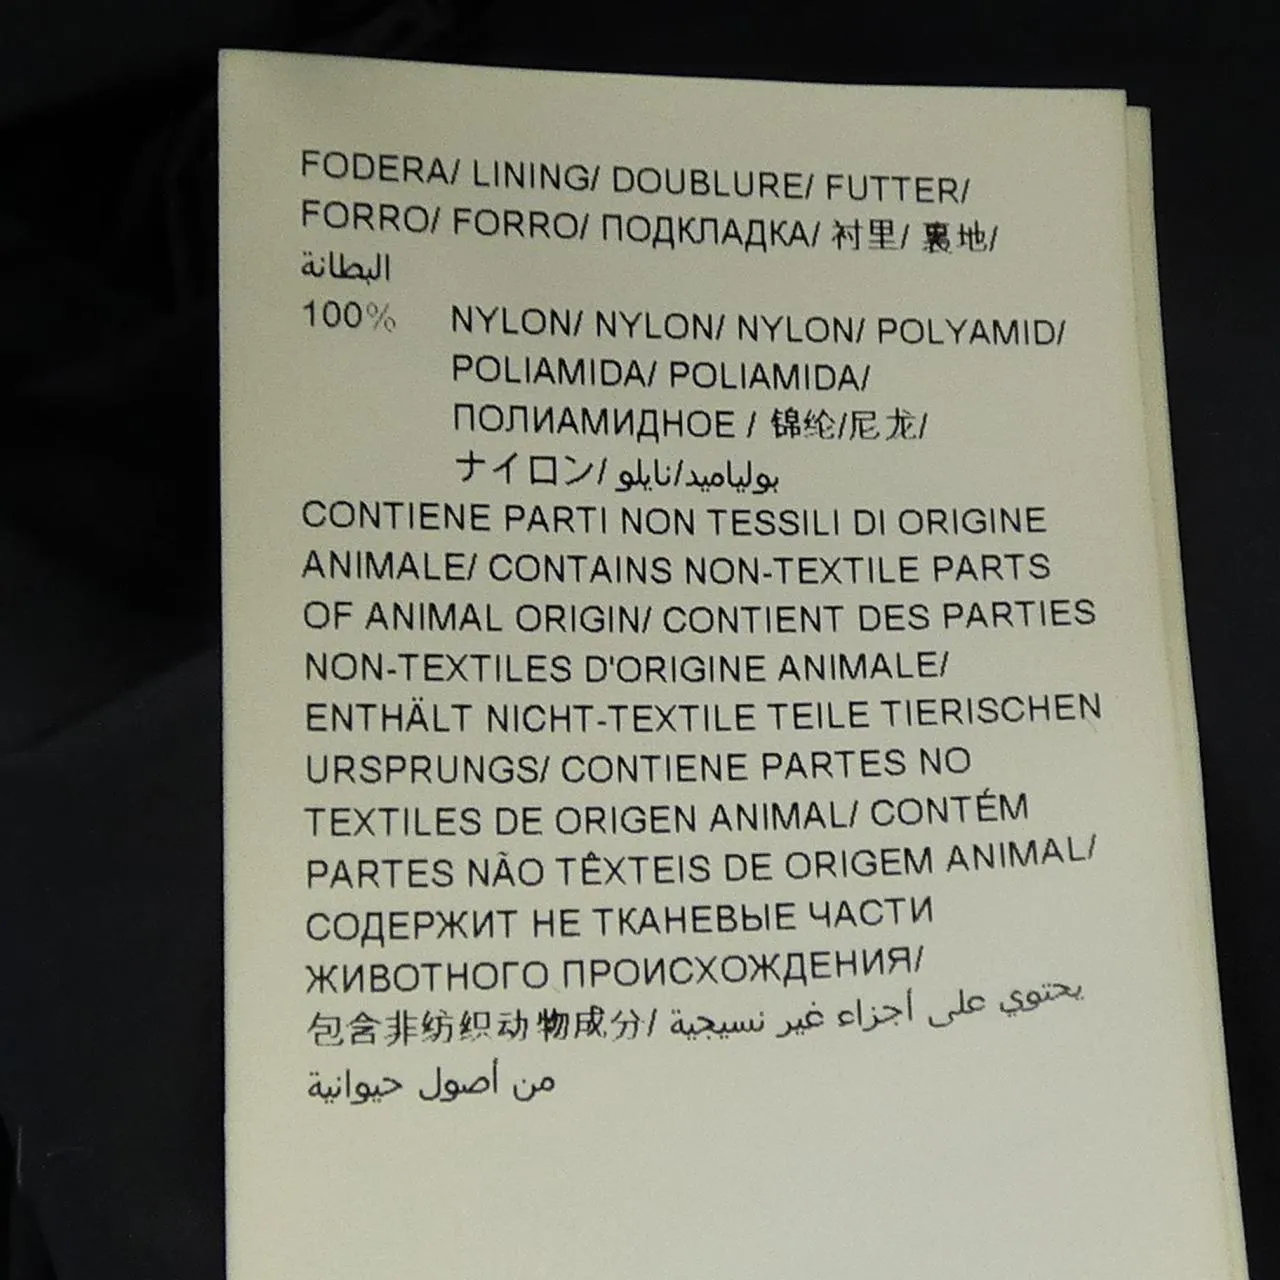 FODERA/ LINING/ DOUBLURE/ FUTTER/
FORRO/ FORRO/ ПОДКЛАДКА/ 衬里/ 裏地/
البطانة
100% NYLON/ NYLON/ NYLON/ POLYAMID/
POLIAMIDA/ POLIAMIDA/
ПОЛИАМИДНОЕ / 锦纶/尼龙/
ナイロン/ بولياميد/نايلو
CONTIENE PARTI NON TESSILI DI ORIGINE
ANIMALE/ CONTAINS NON-TEXTILE PARTS
OF ANIMAL ORIGIN/ CONTIENT DES PARTIES
NON-TEXTILES D'ORIGINE ANIMALE/
ENTHÄLT NICHT-TEXTILE TEILE TIERISCHEN
URSPRUNGS/ CONTIENE PARTES NO
TEXTILES DE ORIGEN ANIMAL/ CONTÉM
PARTES NÃO TÊXTEIS DE ORIGEM ANIMAL/
СОДЕРЖИТ НЕ ТКАНЕВЫЕ ЧАСТИ
ЖИВОТНОГО ПРОИСХОЖДЕНИЯ/
包含非纺织动物成分/ يحتوي على أجزاء غير نسيجية
من أصول حيوانية